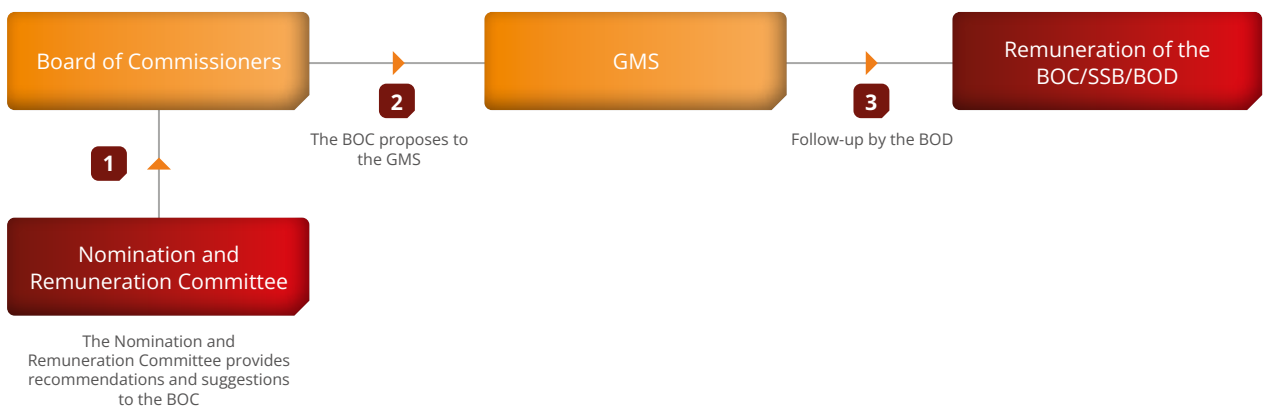 Board of Commissioners
GMS
Remuneration of the
BOC/SSB/BOD
2
The BOC proposes to
the GMS
3
Follow-up by the BOD
1
Nomination and
Remuneration Committee
The Nomination and
Remuneration Committee provides
recommendations and suggestions
to the BOC